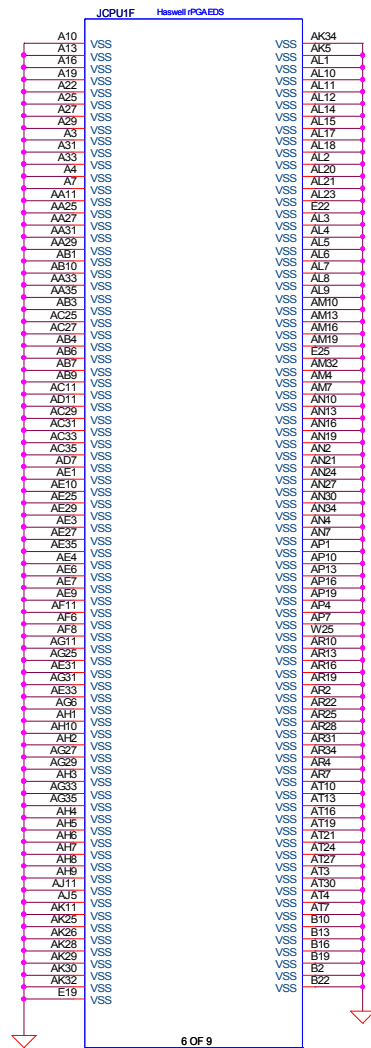 JCPU1F Haswell rPGA EDS
A10 VSS VSS AK34
A13 VSS VSS AK5
A16 VSS VSS AL1
A19 VSS VSS AL10
A22 VSS VSS AL11
A25 VSS VSS AL12
A27 VSS VSS AL14
A29 VSS VSS AL15
A3 VSS VSS AL17
A31 VSS VSS AL18
A33 VSS VSS AL2
A4 VSS VSS AL20
A7 VSS VSS AL21
AA11 VSS VSS AL23
AA25 VSS VSS E22
AA27 VSS VSS AL3
AA31 VSS VSS AL4
AA29 VSS VSS AL5
AB1 VSS VSS AL6
AB10 VSS VSS AL7
AA33 VSS VSS AL8
AA35 VSS VSS AL9
AB3 VSS VSS AM10
AC25 VSS VSS AM13
AC27 VSS VSS AM16
AB4 VSS VSS AM19
AB6 VSS VSS E25
AB7 VSS VSS AM32
AB9 VSS VSS AM4
AC11 VSS VSS AM7
AD11 VSS VSS AN10
AC29 VSS VSS AN13
AC31 VSS VSS AN16
AC33 VSS VSS AN19
AC35 VSS VSS AN2
AD7 VSS VSS AN21
AE1 VSS VSS AN24
AE10 VSS VSS AN27
AE25 VSS VSS AN30
AE29 VSS VSS AN34
AE3 VSS VSS AN4
AE27 VSS VSS AN7
AE35 VSS VSS AP1
AE4 VSS VSS AP10
AE6 VSS VSS AP13
AE7 VSS VSS AP16
AE9 VSS VSS AP19
AF11 VSS VSS AP4
AF6 VSS VSS AP7
AF8 VSS VSS W25
AG11 VSS VSS AR10
AG25 VSS VSS AR13
AE31 VSS VSS AR16
AG31 VSS VSS AR19
AE33 VSS VSS AR2
AG6 VSS VSS AR22
AH1 VSS VSS AR25
AH10 VSS VSS AR28
AH2 VSS VSS AR31
AG27 VSS VSS AR34
AG29 VSS VSS AR4
AH3 VSS VSS AR7
AG33 VSS VSS AT10
AG35 VSS VSS AT13
AH4 VSS VSS AT16
AH5 VSS VSS AT19
AH6 VSS VSS AT21
AH7 VSS VSS AT24
AH8 VSS VSS AT27
AH9 VSS VSS AT3
AJ11 VSS VSS AT30
AJ5 VSS VSS AT4
AK11 VSS VSS AT7
AK25 VSS VSS B10
AK26 VSS VSS B13
AK28 VSS VSS B16
AK29 VSS VSS B19
AK30 VSS VSS B2
AK32 VSS VSS B22
E19 VSS
6 OF 9